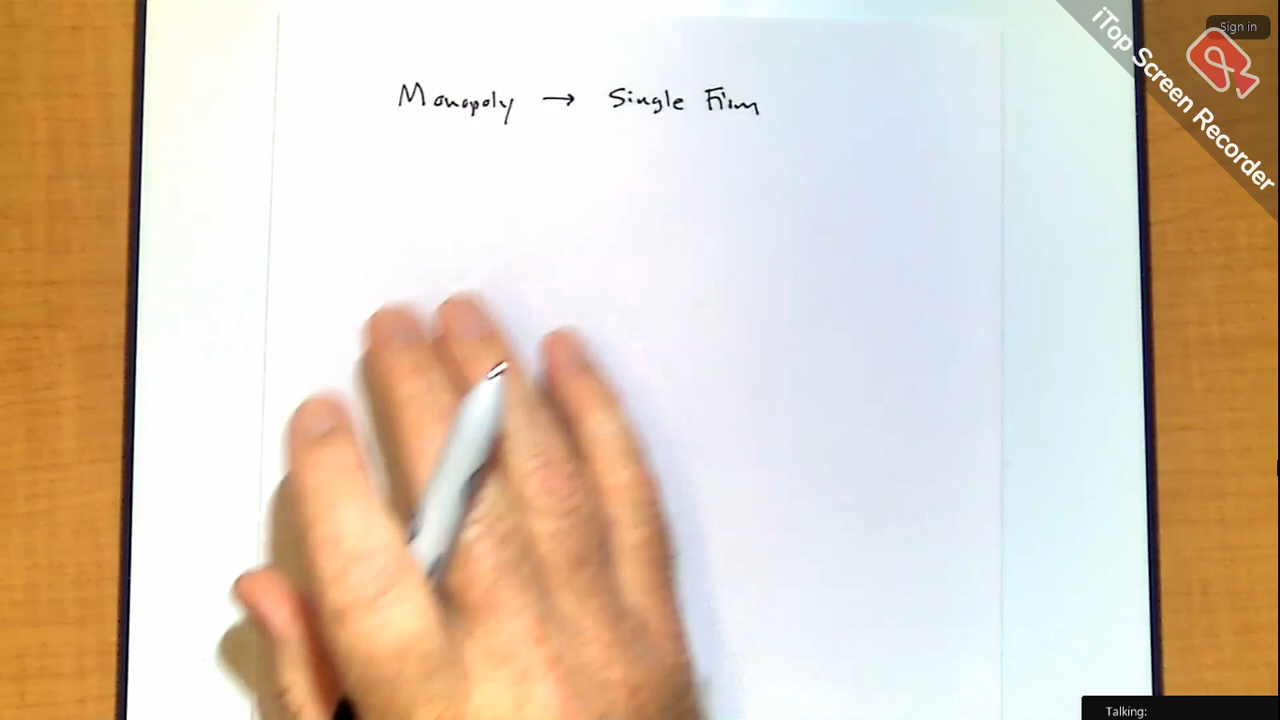 Monopoly → Single Firm
Sign in
iTop Screen Recorder
Talking: